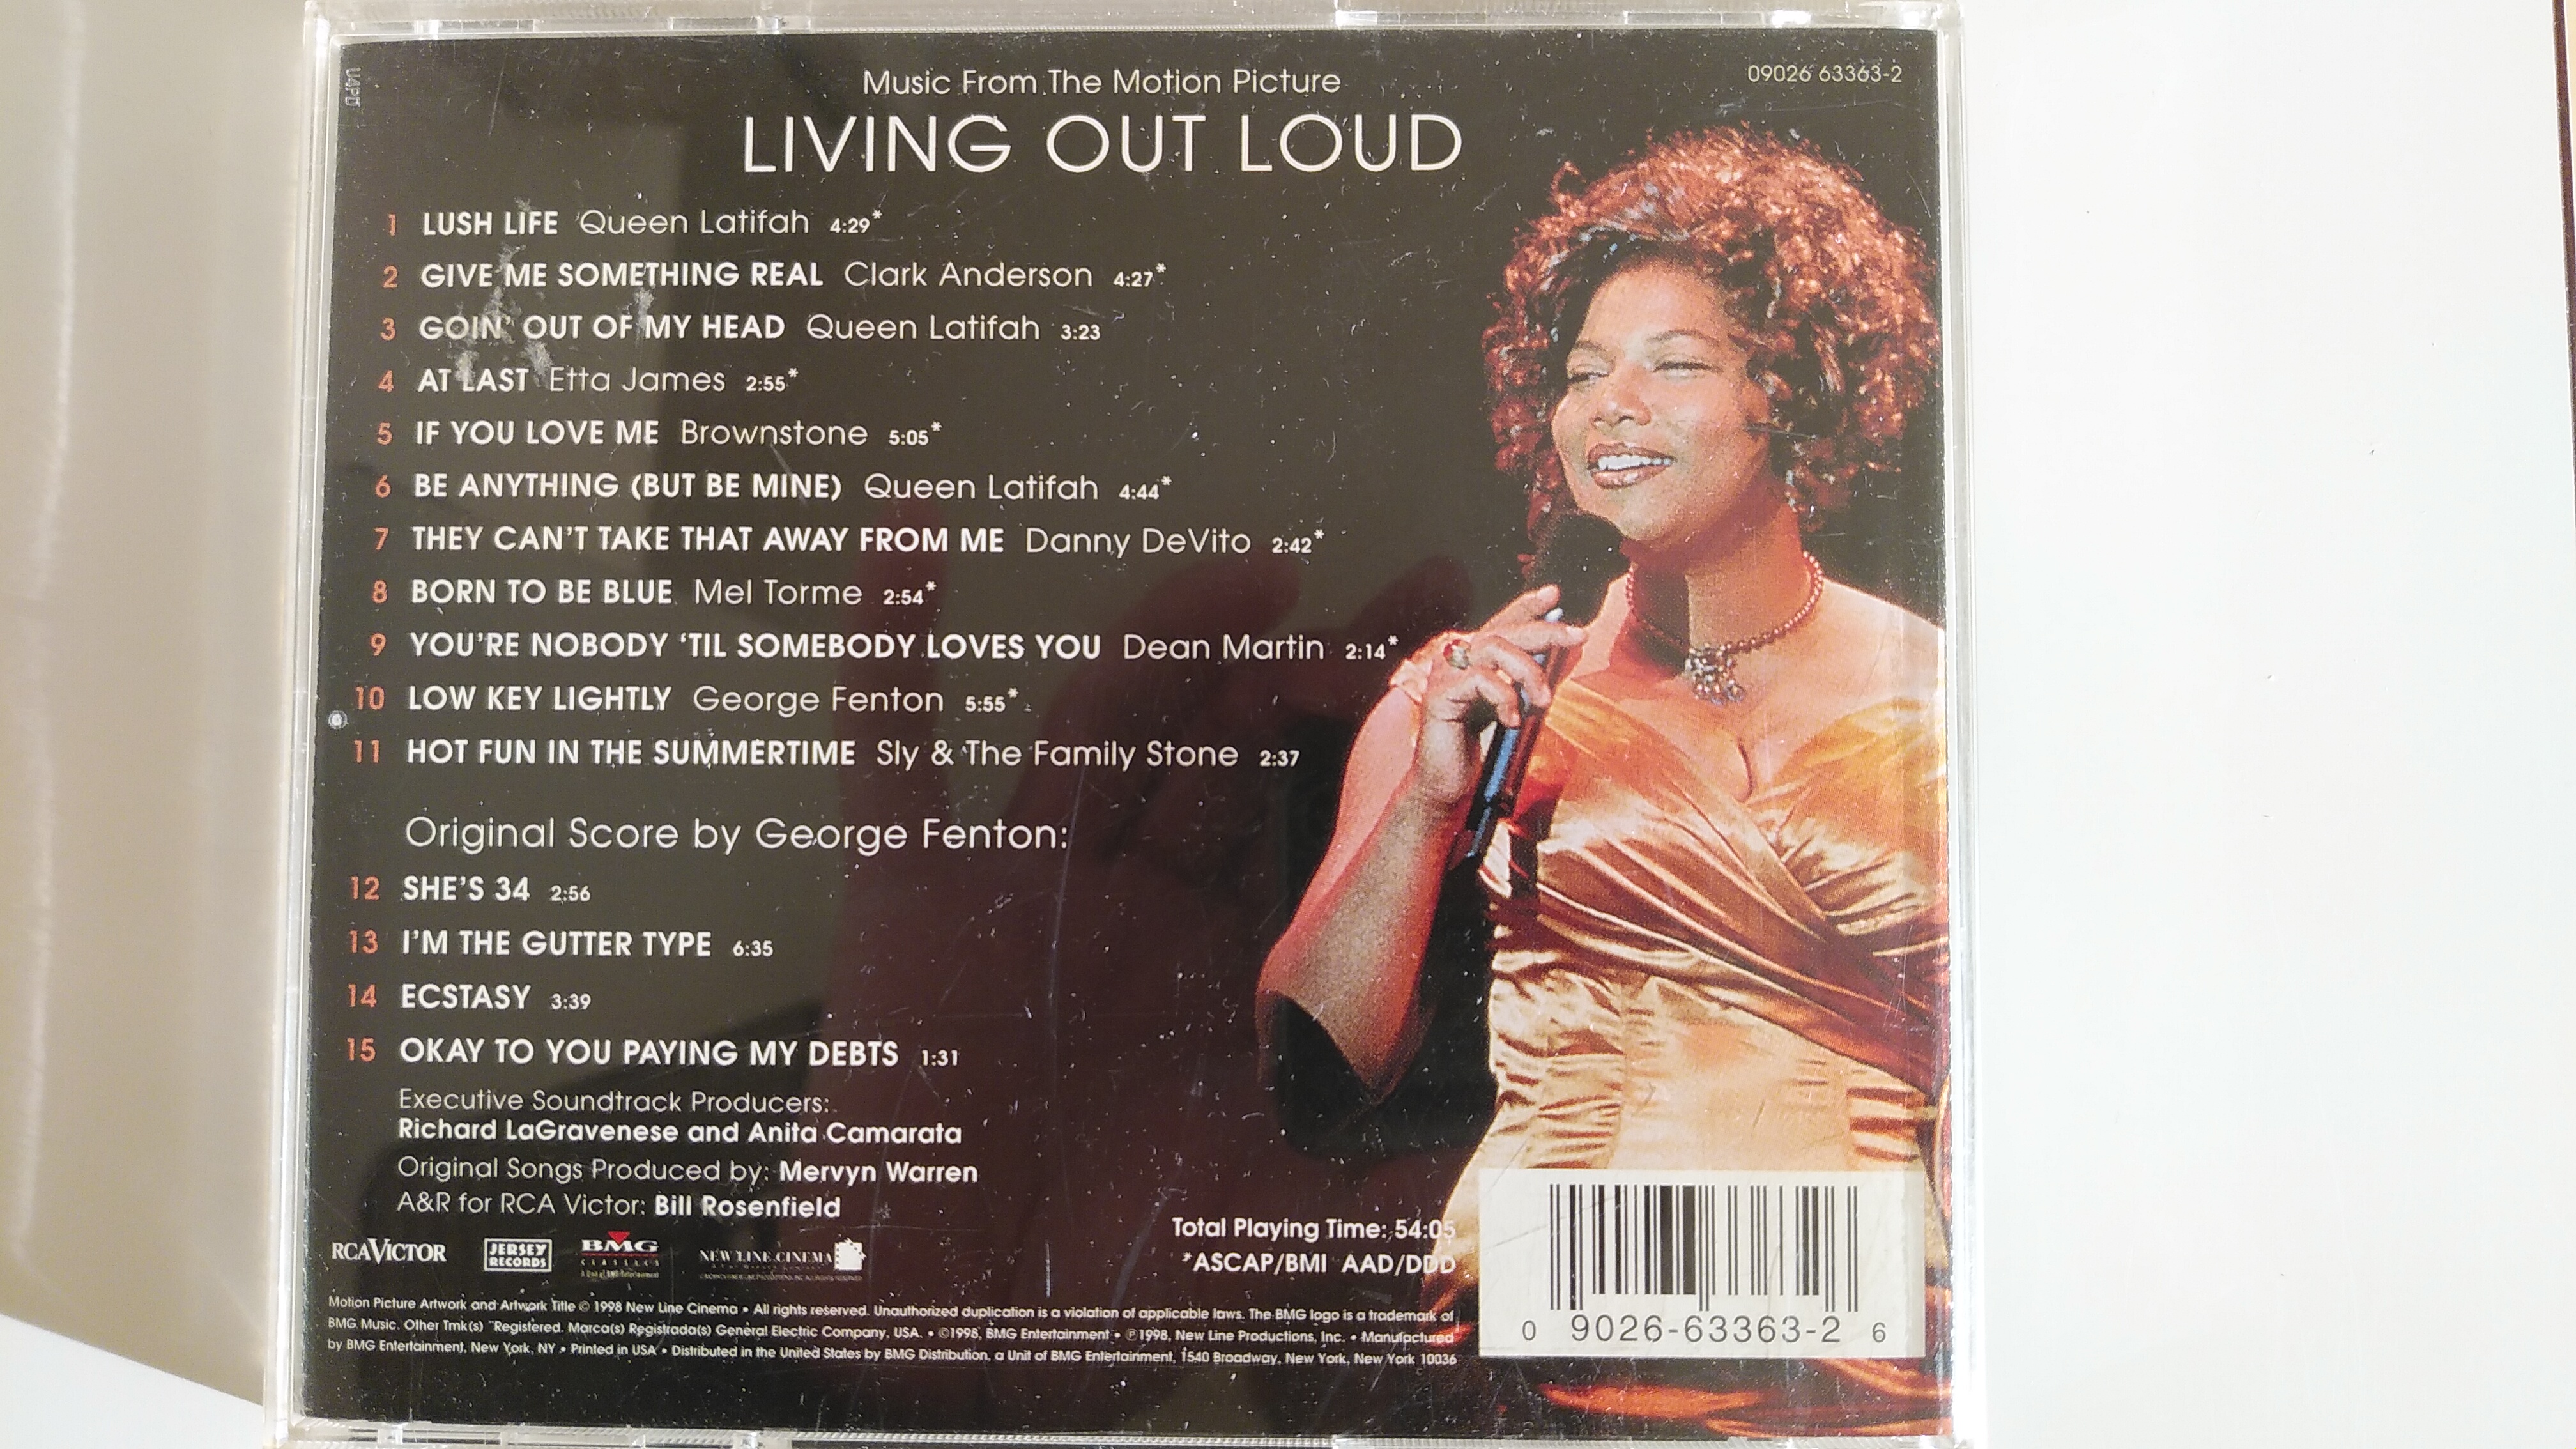 Music From The Motion Picture
09026 63363-2
LIVING OUT LOUD
1 LUSH LIFE Queen Latifah 4:29*
2 GIVE ME SOMETHING REAL Clark Anderson 4:27*
3 GOIN' OUT OF MY HEAD Queen Latifah 3:23
4 AT LAST Etta James 2:55*
5 IF YOU LOVE ME Brownstone 5:05*
6 BE ANYTHING (BUT BE MINE) Queen Latifah 4:44*
7 THEY CAN'T TAKE THAT AWAY FROM ME Danny DeVito 2:42*
8 BORN TO BE BLUE Mel Torme 2:54*
9 YOU'RE NOBODY 'TIL SOMEBODY LOVES YOU Dean Martin 2:14*
10 LOW KEY LIGHTLY George Fenton 5:55*
11 HOT FUN IN THE SUMMERTIME Sly & The Family Stone 2:37
Original Score by George Fenton:
12 SHE'S 34 2:56
13 I'M THE GUTTER TYPE 6:35
14 ECSTASY 3:39
15 OKAY TO YOU PAYING MY DEBTS 1:31
Executive Soundtrack Producers:
Richard LaGravenese and Anita Camarata
Original Songs Produced by: Mervyn Warren
A&R for RCA Victor: Bill Rosenfield
Total Playing Time: 54:05
*ASCAP/BMI AAD/DDD
RCA VICTOR
JERSEY
RECORDS
BMG
CLASSICS
NEW LINE CINEMA
Motion Picture Artwork and Artwork Title © 1998 New Line Cinema • All rights reserved. Unauthorized duplication is a violation of applicable laws. The BMG logo is a trademark of
BMG Music. Other Tmk(s) ®Registered. Marca(s) Registrada(s) General Electric Company, USA. • ©1998, BMG Entertainment • ℗1998, New Line Productions, Inc. • Manufactured
by BMG Entertainment, New York, NY • Printed in USA • Distributed in the United States by BMG Distribution, a Unit of BMG Entertainment, 1540 Broadway, New York, New York 10036
0 9026-63363-2 6